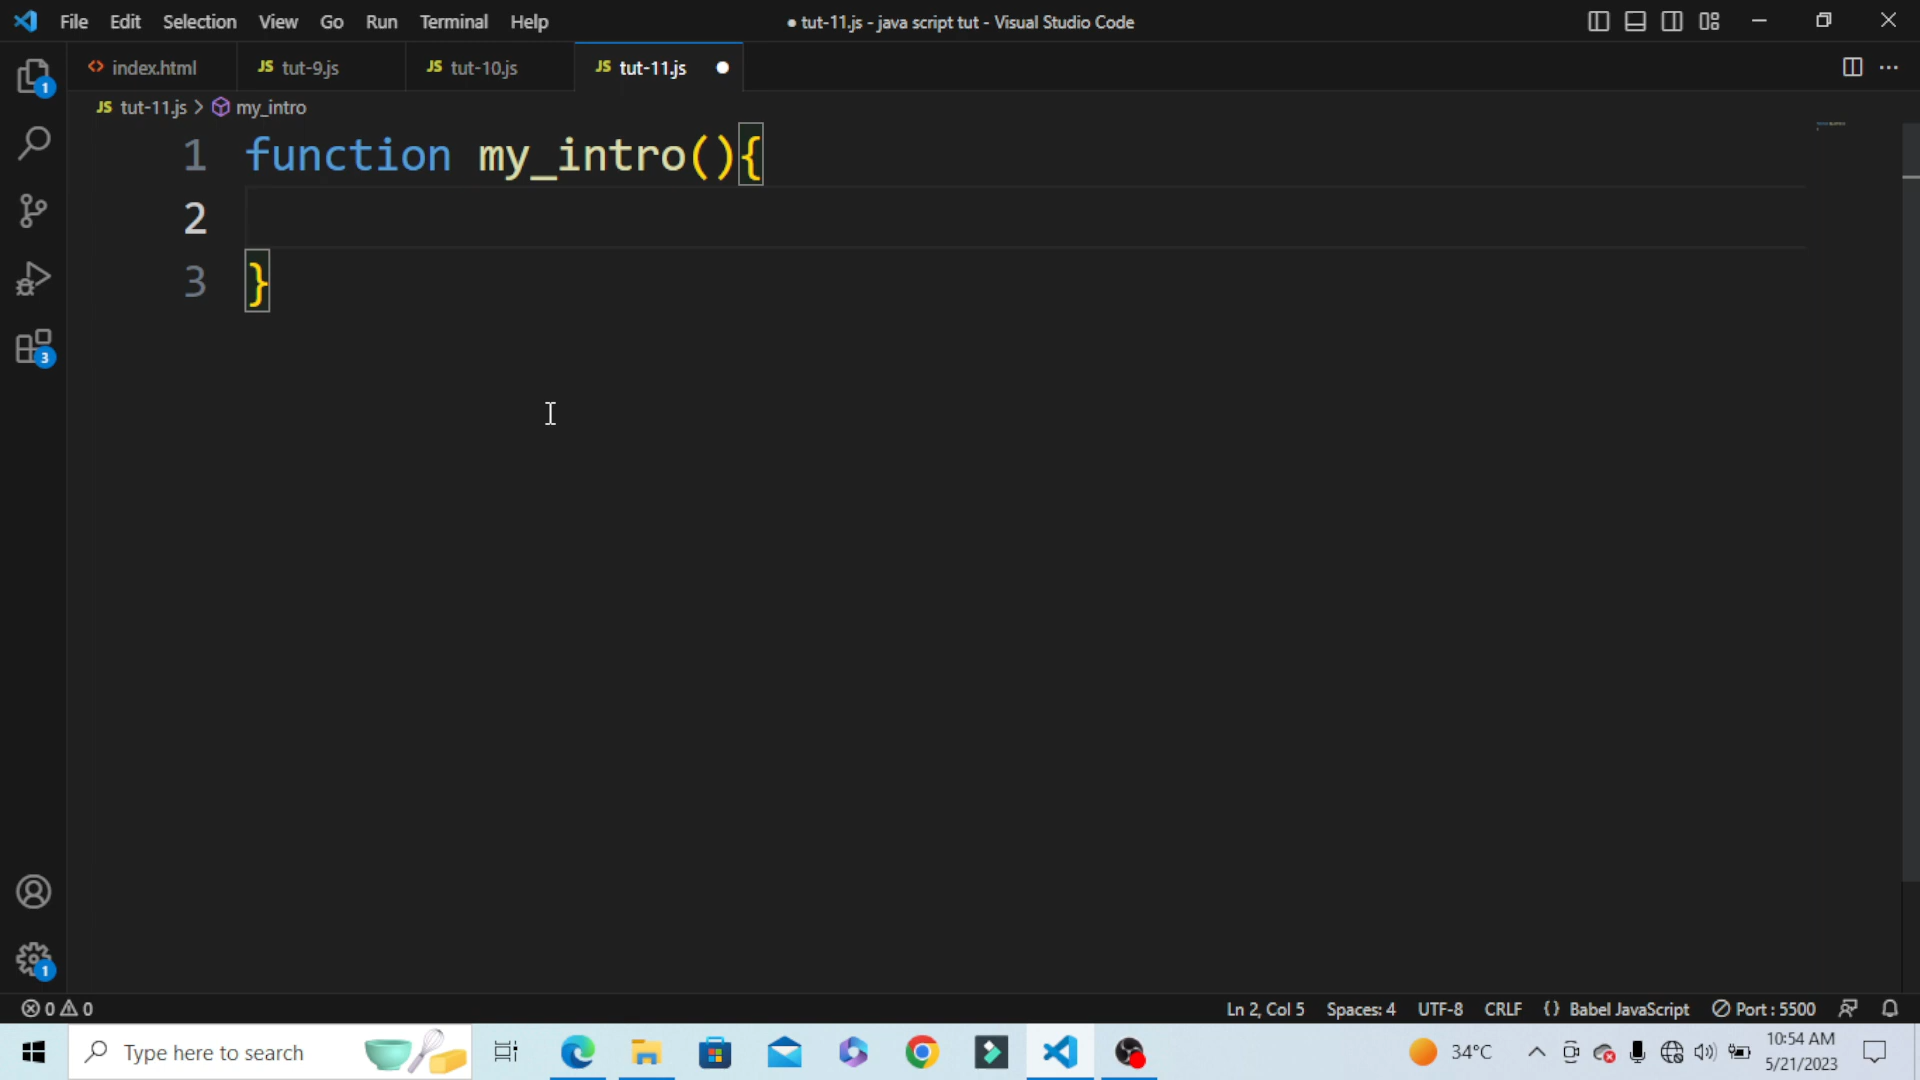 File Edit Selection View Go Run Terminal Help
● tut-11.js - java script tut - Visual Studio Code
<> index.html
JS tut-9.js
JS tut-10.js
JS tut-11.js ●
JS tut-11.js > my_intro
1 function my_intro(){
2
3 }
1
3
1
0 0
Ln 2, Col 5 Spaces: 4 UTF-8 CRLF {} Babel JavaScript Port : 5500
Type here to search
34°C
10:54 AM
5/21/2023